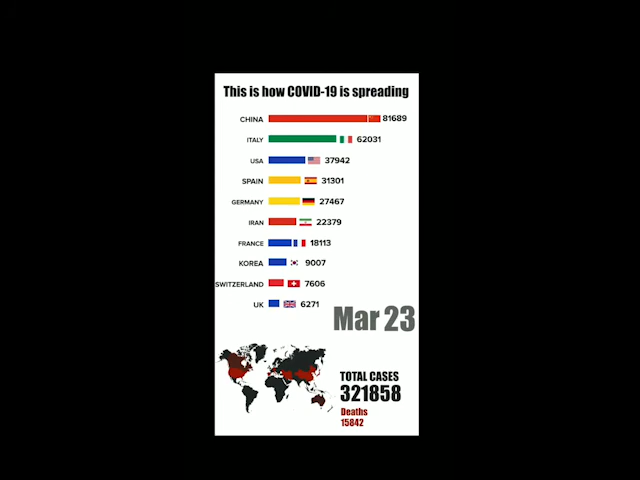 This is how COVID-19 is spreading
CHINA 81689
ITALY 62031
USA 37942
SPAIN 31301
GERMANY 27467
IRAN 22379
FRANCE 18113
KOREA 9007
SWITZERLAND 7606
UK 6271
Mar 23
TOTAL CASES
321858
Deaths
15842